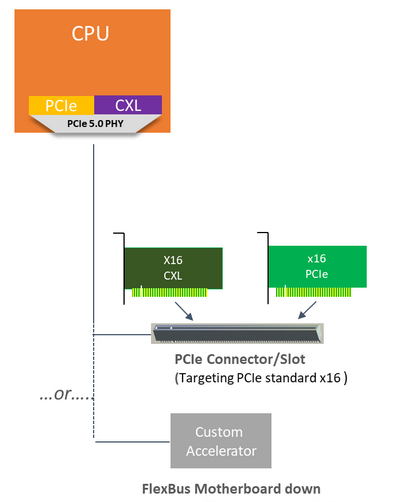 CPU
PCIe CXL
PCIe 5.0 PHY
X16
CXL
x16
PCIe
PCIe Connector/Slot
(Targeting PCIe standard x16 )
...or.....
Custom
Accelerator
FlexBus Motherboard down